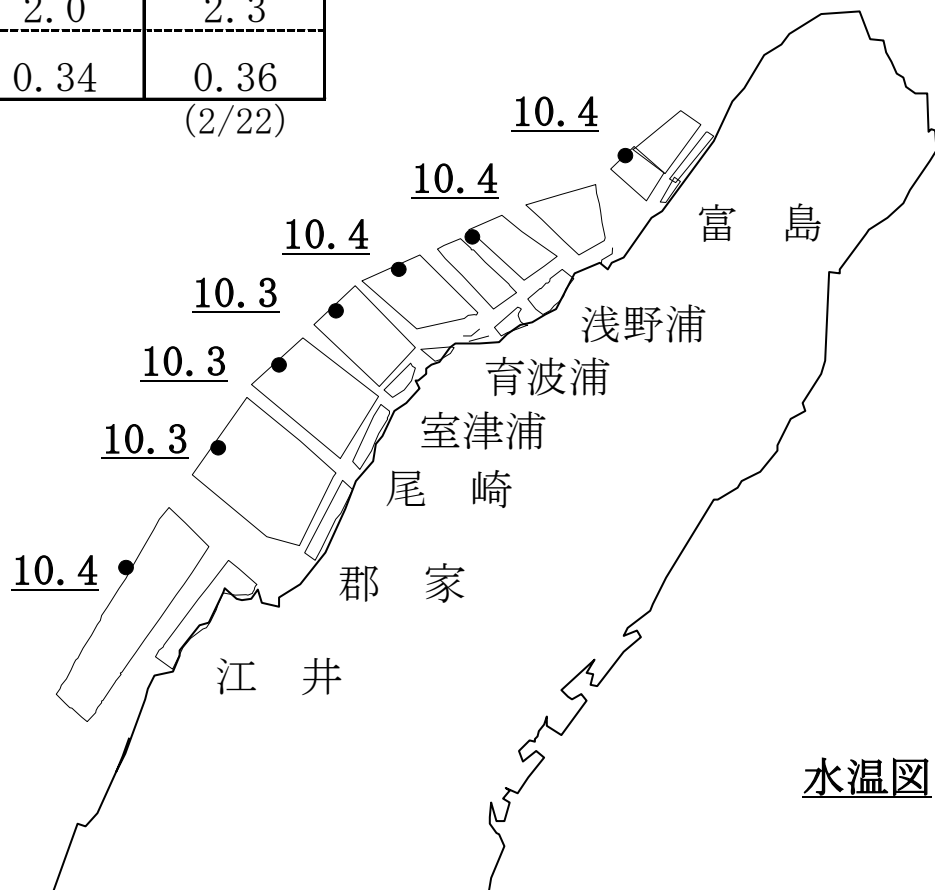 2.0 2.3
0.34 0.36
(2/22)
10.4
10.4
富 島
10.4
10.3
浅野浦
10.3
育波浦
10.3
室津浦
尾 崎
10.4
郡 家
江 井
水温図